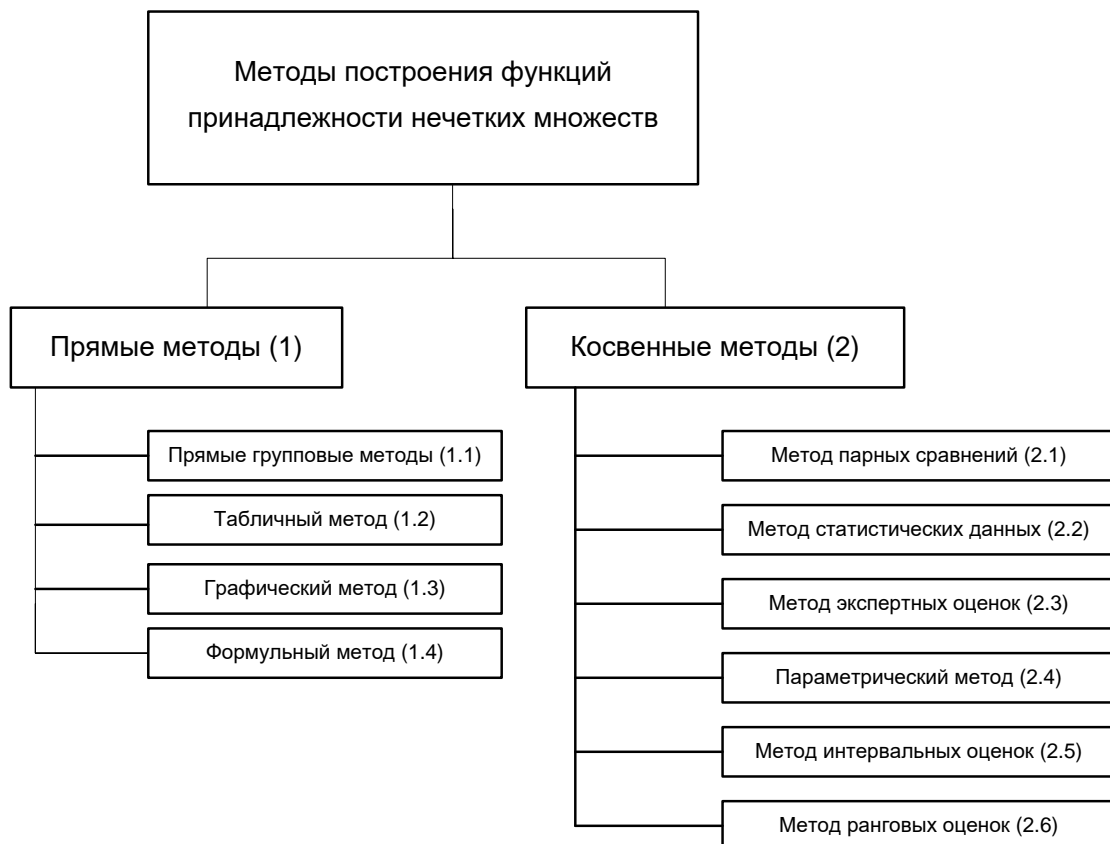 Методы построения функций
принадлежности нечетких множеств
Прямые методы (1)
Прямые групповые методы (1.1)
Табличный метод (1.2)
Графический метод (1.3)
Формульный метод (1.4)
Косвенные методы (2)
Метод парных сравнений (2.1)
Метод статистических данных (2.2)
Метод экспертных оценок (2.3)
Параметрический метод (2.4)
Метод интервальных оценок (2.5)
Метод ранговых оценок (2.6)